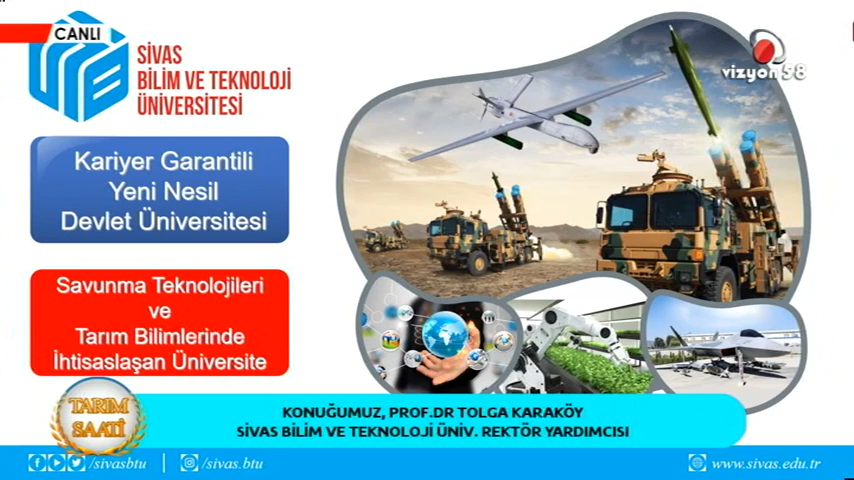 CANLI
SİVAS
BİLİM VE TEKNOLOJİ
ÜNİVERSİTESİ
vizyon 58
Kariyer Garantili
Yeni Nesil
Devlet Üniversitesi
Savunma Teknolojileri
ve
Tarım Bilimlerinde
İhtisaslaşan Üniversite
TARIM
SAATİ
KONUĞUMUZ, PROF.DR TOLGA KARAKÖY
SİVAS BİLİM VE TEKNOLOJİ ÜNİV. REKTÖR YARDIMCISI
/sivasbtu
/sivas.btu
www.sivas.edu.tr